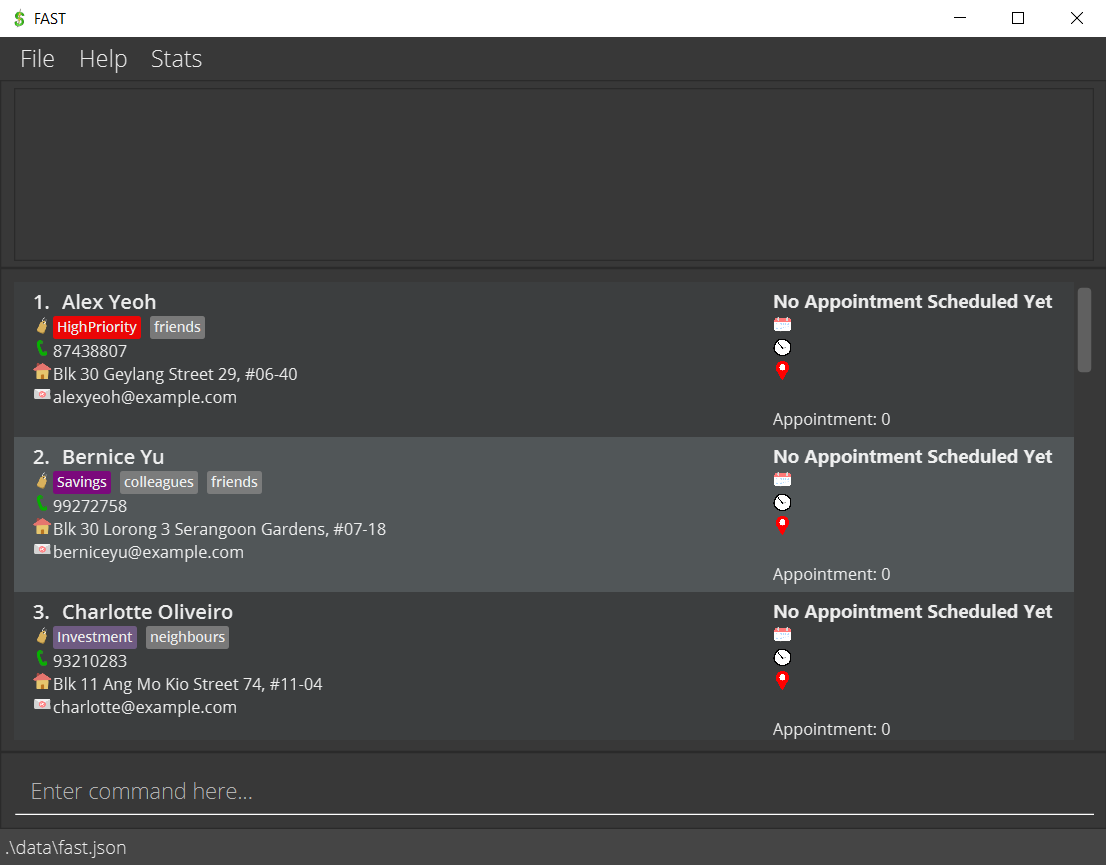 FAST
File Help Stats
1. Alex Yeoh
HighPriority friends
87438807
Blk 30 Geylang Street 29, #06-40
alexyeoh@example.com
No Appointment Scheduled Yet
Appointment: 0
2. Bernice Yu
Savings colleagues friends
99272758
Blk 30 Lorong 3 Serangoon Gardens, #07-18
berniceyu@example.com
No Appointment Scheduled Yet
Appointment: 0
3. Charlotte Oliveiro
Investment neighbours
93210283
Blk 11 Ang Mo Kio Street 74, #11-04
charlotte@example.com
No Appointment Scheduled Yet
Appointment: 0
Enter command here...
.\data\fast.json